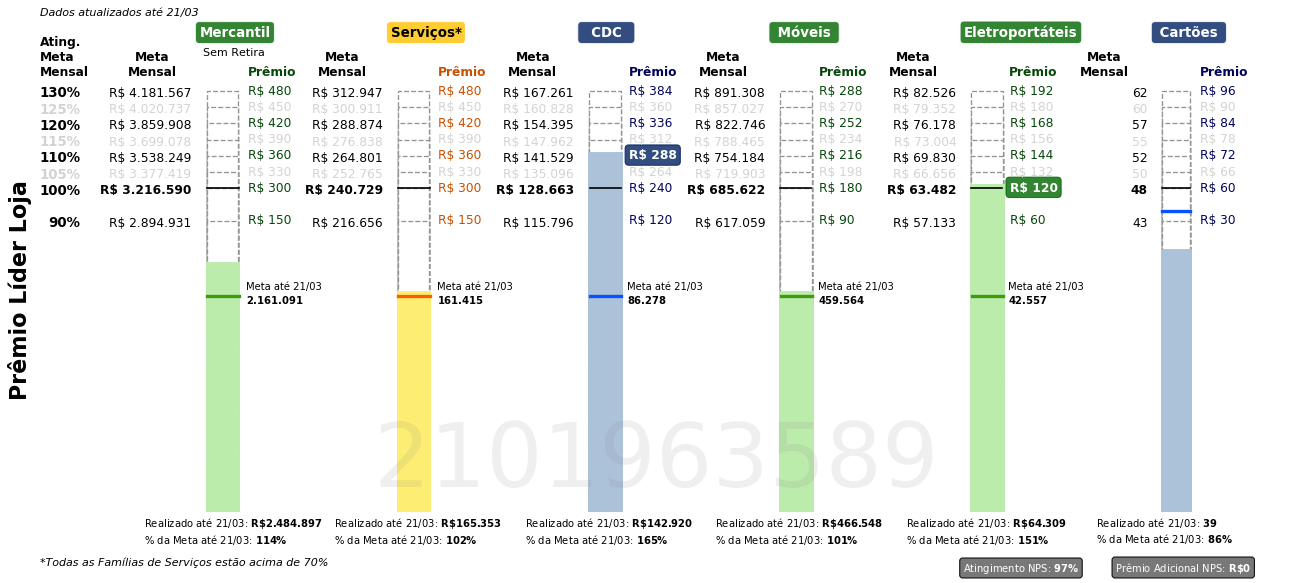 Dados atualizados até 21/03
Mercantil Serviços* CDC Móveis Eletroportáteis Cartões
Sem Retira
Ating. Meta Mensal
Meta Mensal Prêmio Meta Mensal Prêmio Meta Mensal Prêmio Meta Mensal Prêmio Meta Mensal Prêmio Meta Mensal Prêmio
130% R$ 4.181.567 R$ 480 R$ 312.947 R$ 480 R$ 167.261 R$ 384 R$ 891.308 R$ 288 R$ 82.526 R$ 192 62 R$ 96
125% R$ 4.020.737 R$ 450 R$ 300.911 R$ 450 R$ 160.828 R$ 360 R$ 857.027 R$ 270 R$ 79.352 R$ 180 60 R$ 90
120% R$ 3.859.908 R$ 420 R$ 288.874 R$ 420 R$ 154.395 R$ 336 R$ 822.746 R$ 252 R$ 76.178 R$ 168 57 R$ 84
115% R$ 3.699.078 R$ 390 R$ 276.838 R$ 390 R$ 147.962 R$ 312 R$ 788.465 R$ 234 R$ 73.004 R$ 156 55 R$ 78
110% R$ 3.538.249 R$ 360 R$ 264.801 R$ 360 R$ 141.529 R$ 288 R$ 754.184 R$ 216 R$ 69.830 R$ 144 52 R$ 72
105% R$ 3.377.419 R$ 330 R$ 252.765 R$ 330 R$ 135.096 R$ 264 R$ 719.903 R$ 198 R$ 66.656 R$ 132 50 R$ 66
100% R$ 3.216.590 R$ 300 R$ 240.729 R$ 300 R$ 128.663 R$ 240 R$ 685.622 R$ 180 R$ 63.482 R$ 120 48 R$ 60
90% R$ 2.894.931 R$ 150 R$ 216.656 R$ 150 R$ 115.796 R$ 120 R$ 617.059 R$ 90 R$ 57.133 R$ 60 43 R$ 30
Prêmio Líder Loja
Meta até 21/03 Meta até 21/03 Meta até 21/03 Meta até 21/03 Meta até 21/03
2.161.091 161.415 86.278 459.564 42.557
2101963589
Realizado até 21/03: R$2.484.897 Realizado até 21/03: R$165.353 Realizado até 21/03: R$142.920 Realizado até 21/03: R$466.548 Realizado até 21/03: R$64.309 Realizado até 21/03: 39
% da Meta até 21/03: 114% % da Meta até 21/03: 102% % da Meta até 21/03: 165% % da Meta até 21/03: 101% % da Meta até 21/03: 151% % da Meta até 21/03: 86%
*Todas as Famílias de Serviços estão acima de 70%
Atingimento NPS: 97% Prêmio Adicional NPS: R$0